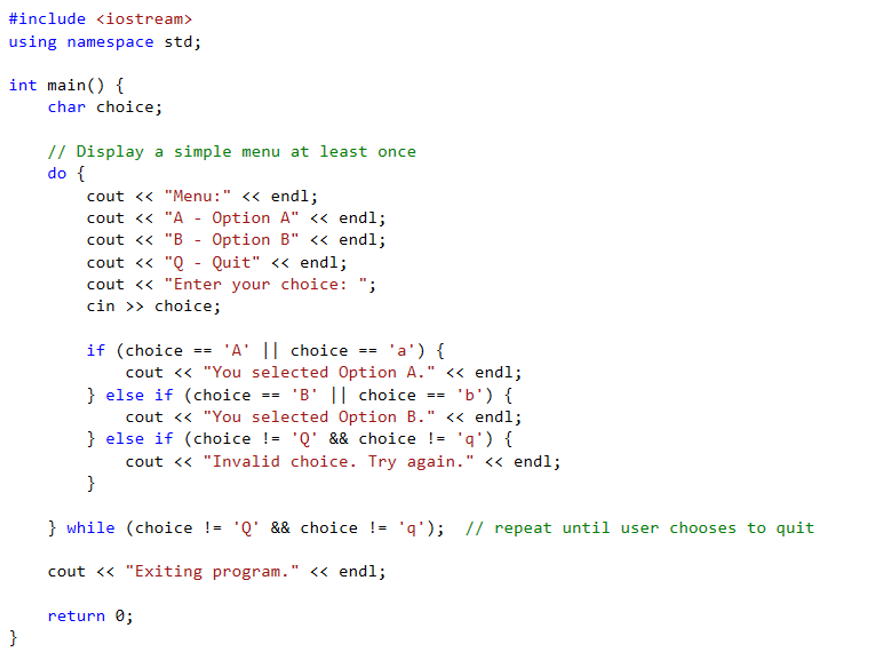 #include <iostream>
using namespace std;

int main() {
    char choice;

    // Display a simple menu at least once
    do {
        cout << "Menu:" << endl;
        cout << "A - Option A" << endl;
        cout << "B - Option B" << endl;
        cout << "Q - Quit" << endl;
        cout << "Enter your choice: ";
        cin >> choice;

        if (choice == 'A' || choice == 'a') {
            cout << "You selected Option A." << endl;
        } else if (choice == 'B' || choice == 'b') {
            cout << "You selected Option B." << endl;
        } else if (choice != 'Q' && choice != 'q') {
            cout << "Invalid choice. Try again." << endl;
        }

    } while (choice != 'Q' && choice != 'q');  // repeat until user chooses to quit

    cout << "Exiting program." << endl;

    return 0;
}